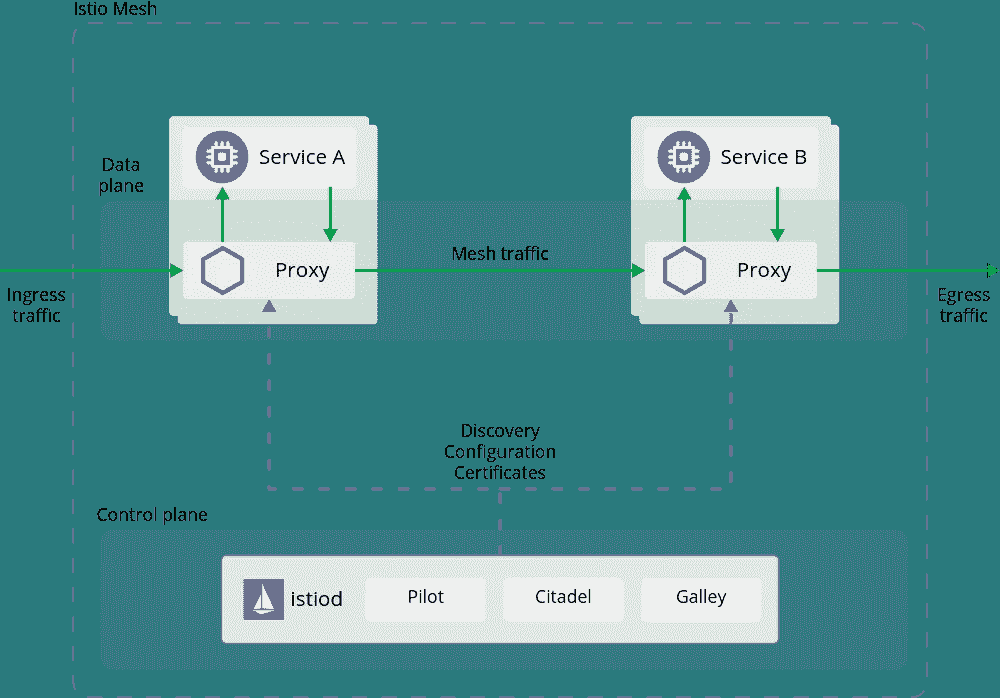 Istio Mesh
Data
plane
Service A
Service B
Proxy
Mesh traffic
Proxy
Ingress
traffic
Egress
traffic
Discovery
Configuration
Certificates
Control plane
istiod
Pilot
Citadel
Galley